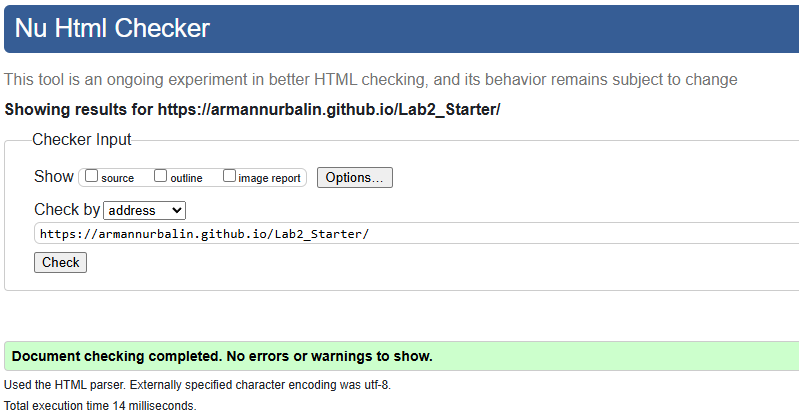 Nu Html Checker
This tool is an ongoing experiment in better HTML checking, and its behavior remains subject to change
Showing results for https://armannurbalin.github.io/Lab2_Starter/
Checker Input
Show source outline image report Options...
Check by address
https://armannurbalin.github.io/Lab2_Starter/
Check
Document checking completed. No errors or warnings to show.
Used the HTML parser. Externally specified character encoding was utf-8.
Total execution time 14 milliseconds.